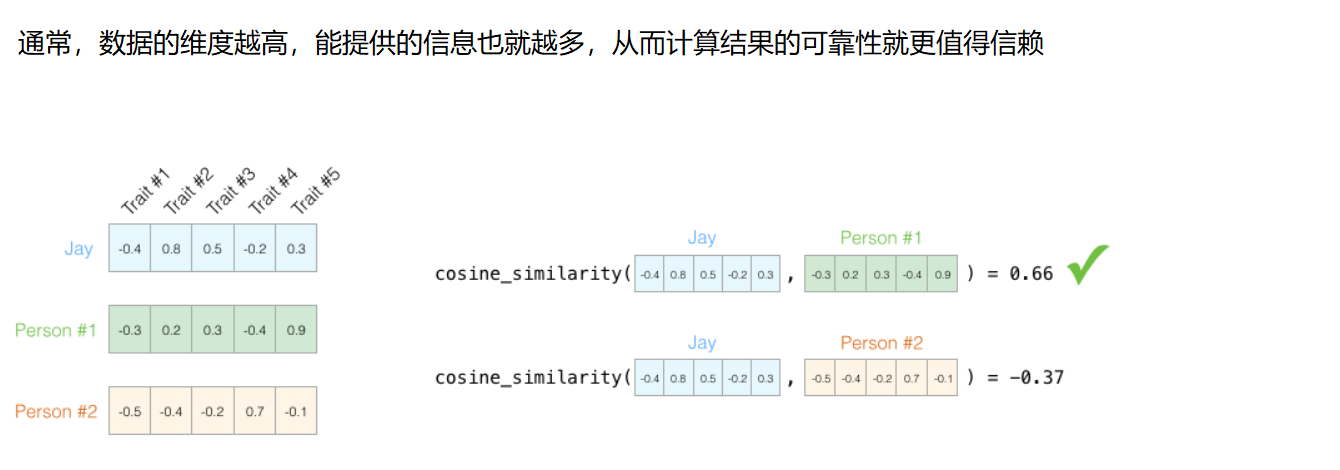 通常，数据的维度越高，能提供的信息也就越多，从而计算结果的可靠性就更值得信赖
Trait #1 Trait #2 Trait #3 Trait #4 Trait #5
Jay -0.4 0.8 0.5 -0.2 0.3
Person #1 -0.3 0.2 0.3 -0.4 0.9
Person #2 -0.5 -0.4 -0.2 0.7 -0.1
Jay Person #1
cosine_similarity( -0.4 0.8 0.5 -0.2 0.3 , -0.3 0.2 0.3 -0.4 0.9 ) = 0.66
Jay Person #2
cosine_similarity( -0.4 0.8 0.5 -0.2 0.3 , -0.5 -0.4 -0.2 0.7 -0.1 ) = -0.37